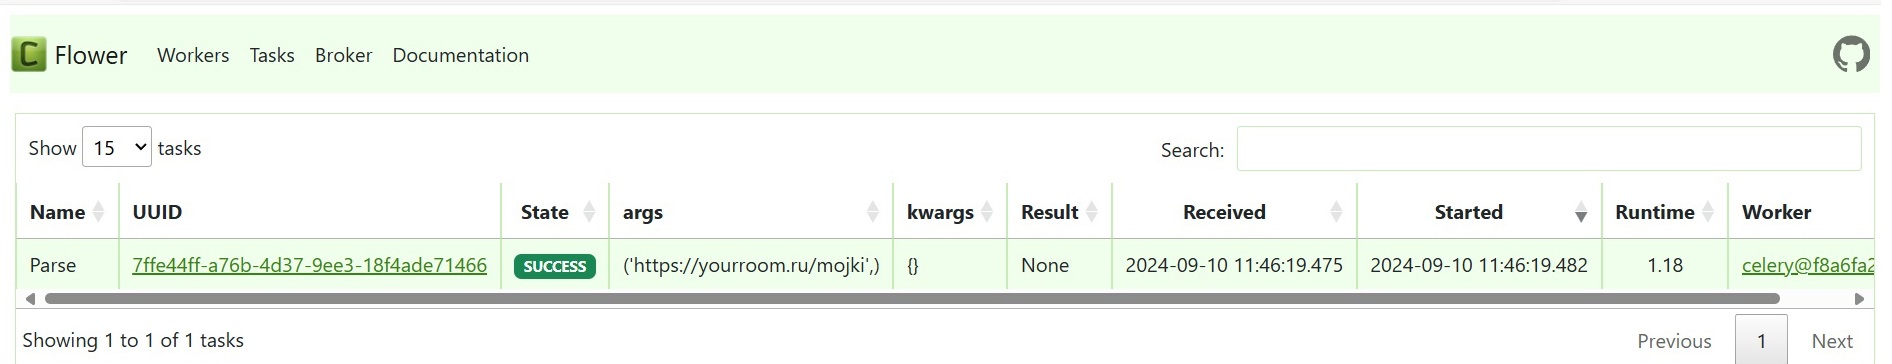 C Flower Workers Tasks Broker Documentation
Show 15 tasks Search:
Name UUID State args kwargs Result Received Started Runtime Worker
Parse 7ffe44ff-a76b-4d37-9ee3-18f4ade71466 SUCCESS ('https://yourroom.ru/mojki',) {} None 2024-09-10 11:46:19.475 2024-09-10 11:46:19.482 1.18 celery@f8a6fa2
Showing 1 to 1 of 1 tasks Previous 1 Next